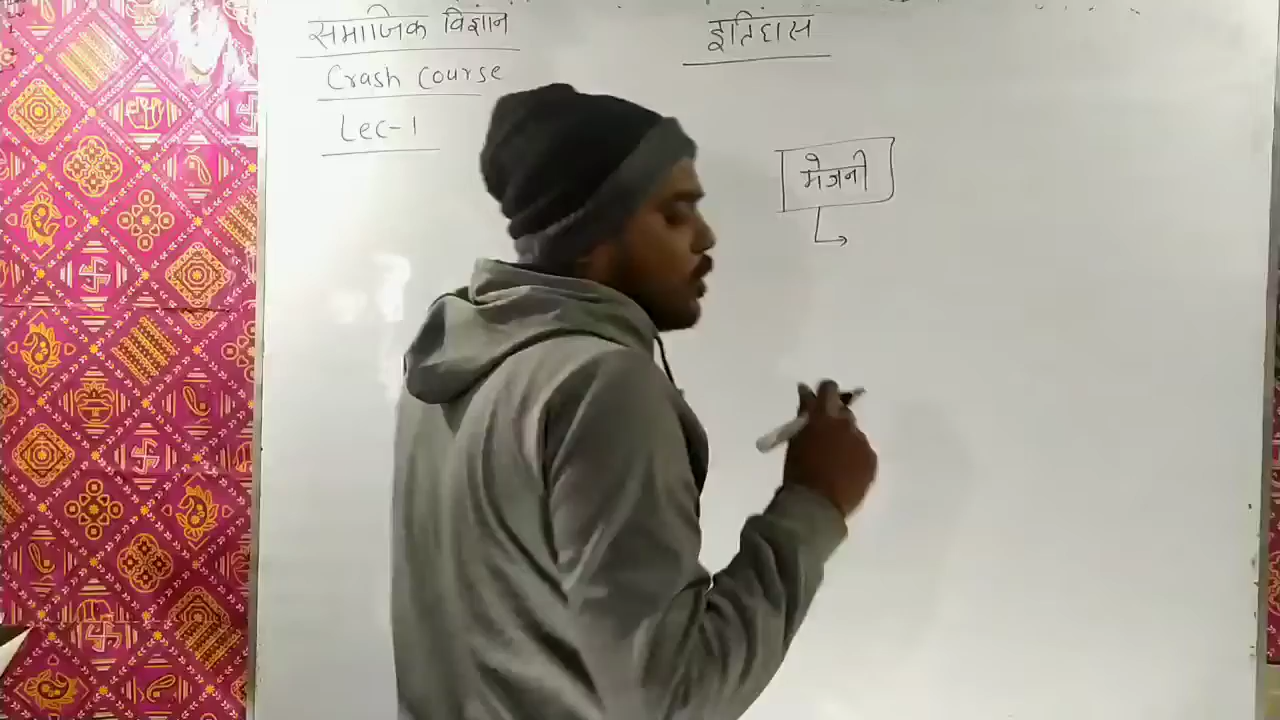 समाजिक विज्ञान
Crash course
Lec-1
इतिहास
मेजनी